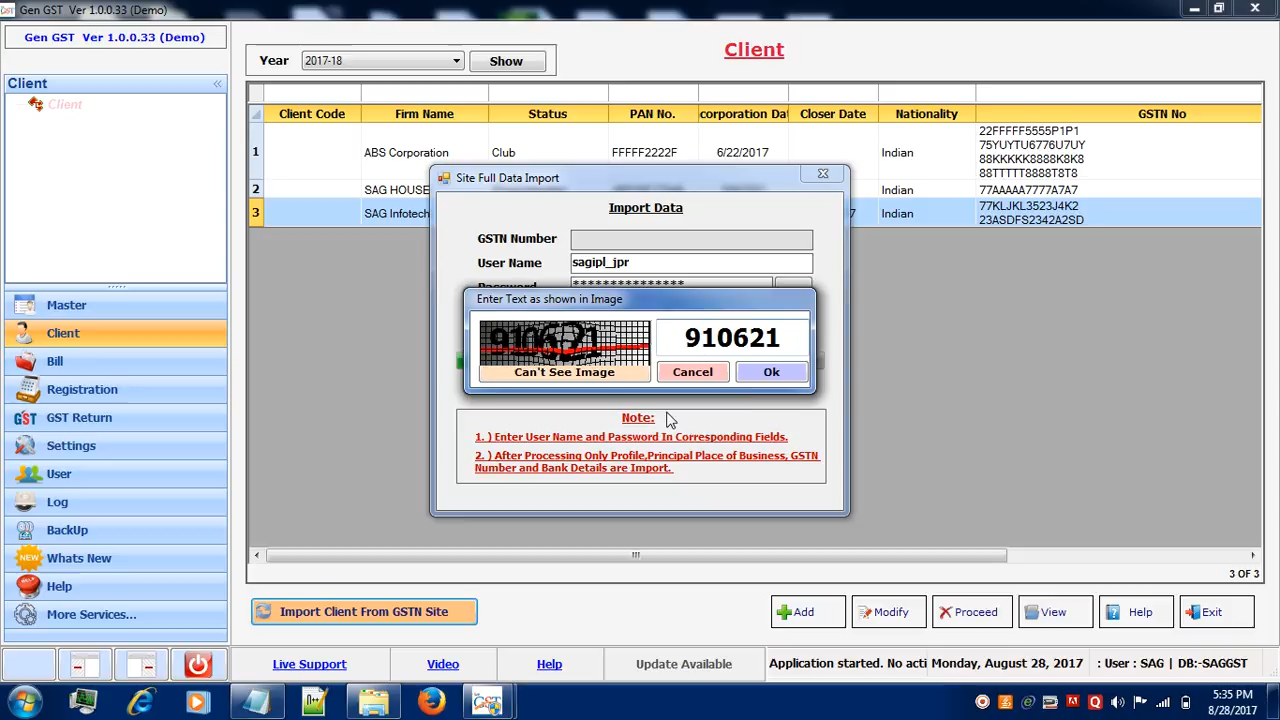 Gen GST Ver 1.0.0.33 (Demo)
Gen GST Ver 1.0.0.33 (Demo)
Client
Client
Master
Client
Bill
Registration
GST Return
Settings
User
Log
BackUp
Whats New
Help
More Services...
Year 2017-18 Show
Client
Client Code Firm Name Status PAN No. corporation Dat Closer Date Nationality GSTN No
1 ABS Corporation Club FFFFF2222F 6/22/2017 Indian
22FFFFF5555P1P1
75YUYTU6776U7UY
88KKKKK8888K8K8
88TTTTT8888T8T8
2 SAG HOUSE Indian 77AAAAA7777A7A7
3 SAG Infotech 7 Indian
77KLJKL3523J4K2
23ASDFS2342A2SD
Site Full Data Import
Import Data
GSTN Number
User Name sagipl_jpr
Password ***************
Enter Text as shown in Image
910621 910621
Can't See Image Cancel Ok
Note:
1. ) Enter User Name and Password In Corresponding Fields.
2. ) After Processing Only Profile,Principal Place of Business, GSTN
Number and Bank Details are Import.
3 OF 3
Import Client From GSTN Site Add Modify Proceed View Help Exit
Live Support Video Help Update Available Application started. No acti Monday, August 28, 2017 : User : SAG | DB:-SAGGST
5:35 PM
8/28/2017